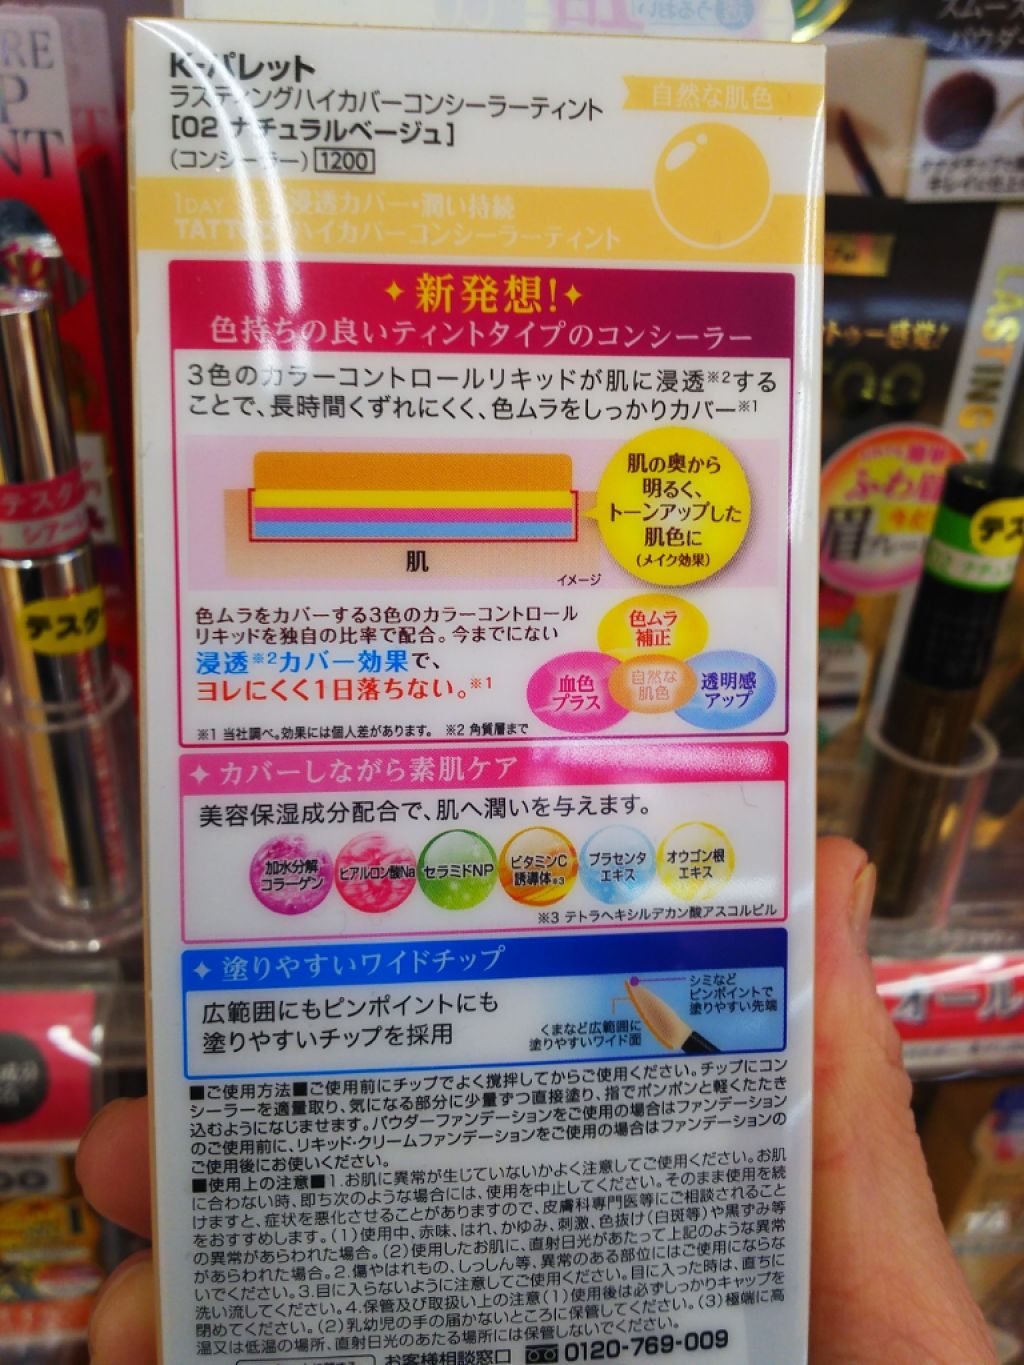 K-パレット
ラスティングハイカバーコンシーラーティント
[02 ナチュラルベージュ]
(コンシーラー) 1200
自然な肌色
1DAY 浸透カバー・潤い持続
TATTOO ハイカバーコンシーラーティント
✦新発想!✦
色持ちの良いティントタイプのコンシーラー
3色のカラーコントロールリキッドが肌に浸透※2する
ことで、長時間くずれにくく、色ムラをしっかりカバー※1
肌の奥から
明るく、
トーンアップした
肌色に
(メイク効果)
肌
イメージ
色ムラをカバーする3色のカラーコントロール
リキッドを独自の比率で配合。今までにない
浸透※2カバー効果で、
ヨレにくく1日落ちない。※1
色ムラ
補正
血色
プラス
自然な
肌色
透明感
アップ
※1 当社調べ。効果には個人差があります。 ※2 角質層まで
✦カバーしながら素肌ケア
美容保湿成分配合で、肌へ潤いを与えます。
加水分解
コラーゲン
ヒアルロン酸Na
セラミドNP
ビタミンC
誘導体※3
プラセンタ
エキス
オウゴン根
エキス
※3 テトラヘキシルデカン酸アスコルビル
✦塗りやすいワイドチップ
広範囲にもピンポイントにも
塗りやすいチップを採用
シミなど
ピンポイントで
塗りやすい先端
くまなど広範囲に
塗りやすいワイド面
■ご使用方法■ご使用前にチップでよく撹拌してからご使用ください。チップにコン
シーラーを適量取り、気になる部分に少量ずつ直接塗り、指でポンポンと軽くたたき
込むようになじませます。パウダーファンデーションをご使用の場合はファンデーション
のご使用前に、リキッド・クリームファンデーションをご使用の場合はファンデーションの
ご使用後にお使いください。
■使用上の注意■1.お肌に異常が生じていないかよく注意してご使用ください。お肌
に合わない時、即ち次のような場合には、使用を中止してください。そのまま使用を続
けますと、症状を悪化させることがありますので、皮膚科専門医等にご相談されること
をおすすめします。(1)使用中、赤味、はれ、かゆみ、刺激、色抜け(白斑等)や黒ずみ等
の異常があらわれた場合。(2)使用したお肌に、直射日光があたって上記のような異常
があらわれた場合。2.傷やはれもの、しっしん等、異常のある部位にはご使用にならな
いでください。3.目に入らないように注意してご使用ください。目に入った時は、直ちに
洗い流してください。4.保管及び取扱い上の注意(1)使用後は必ずしっかりキャップを
閉めてください。(2)乳幼児の手の届かないところに保管してください。(3)極端に高
温又は低温の場所、直射日光のあたる場所には保管しないでください。
お客様相談窓口 0120-769-009
テスタ
シアー
テスタ
LASTING
ふわ眉
眉
テス
オール